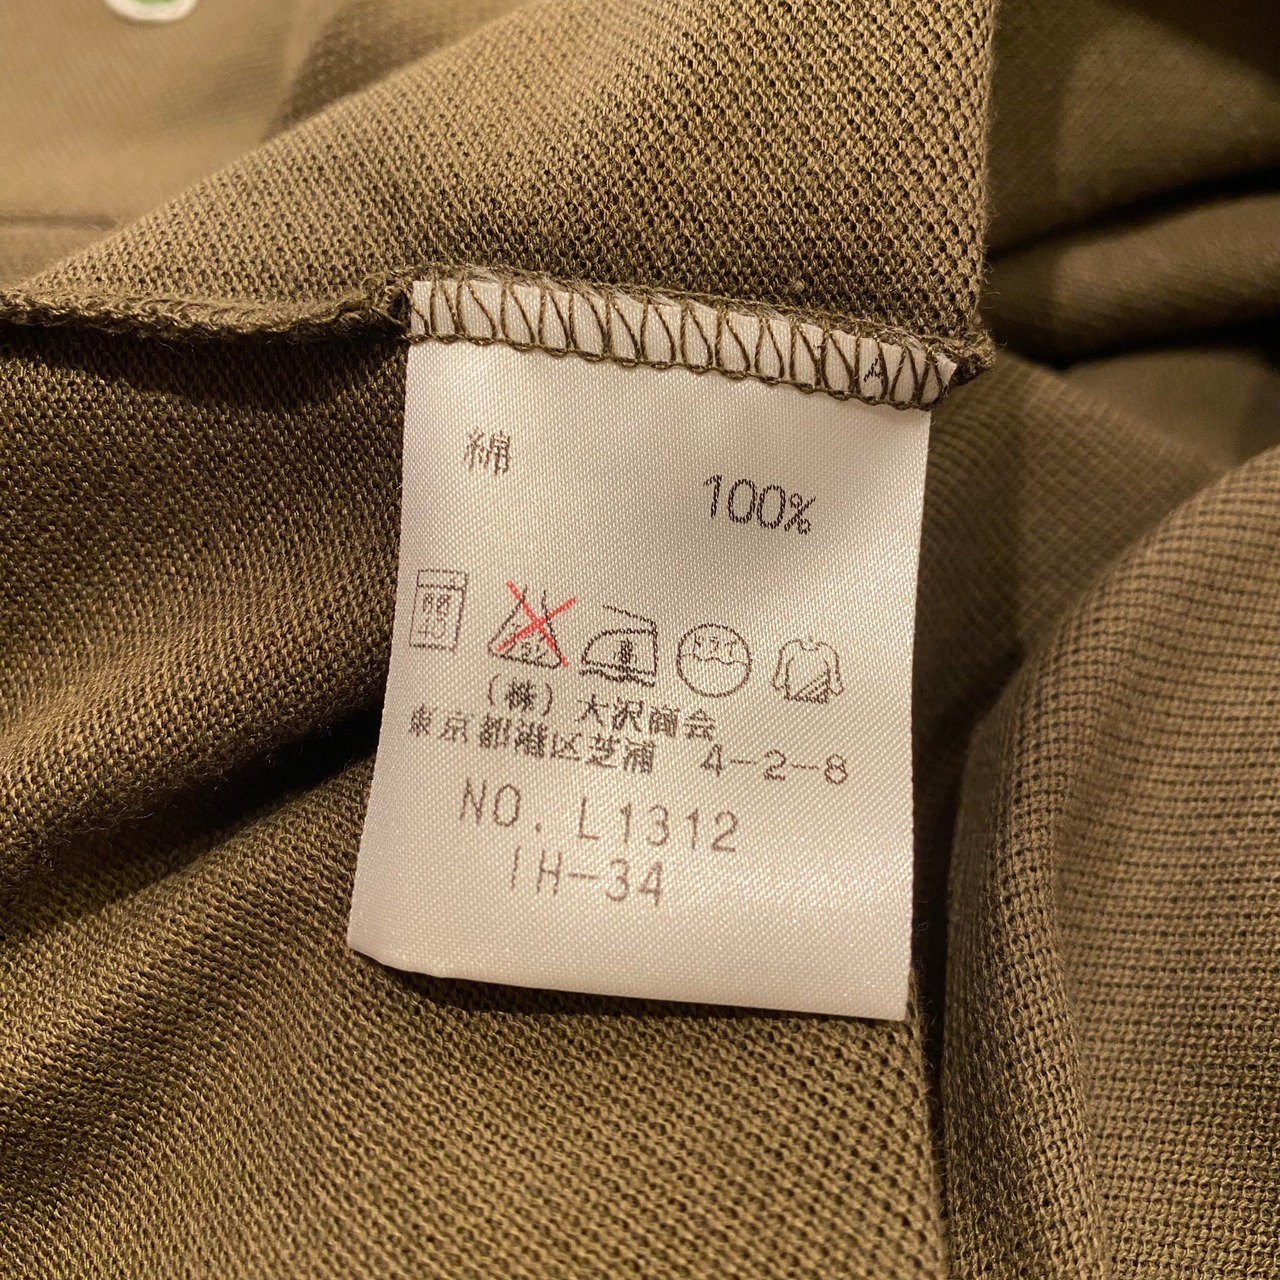 綿
100%
(株)大沢商会
東京都港区芝浦 4-2-8
NO. L1312
IH-34